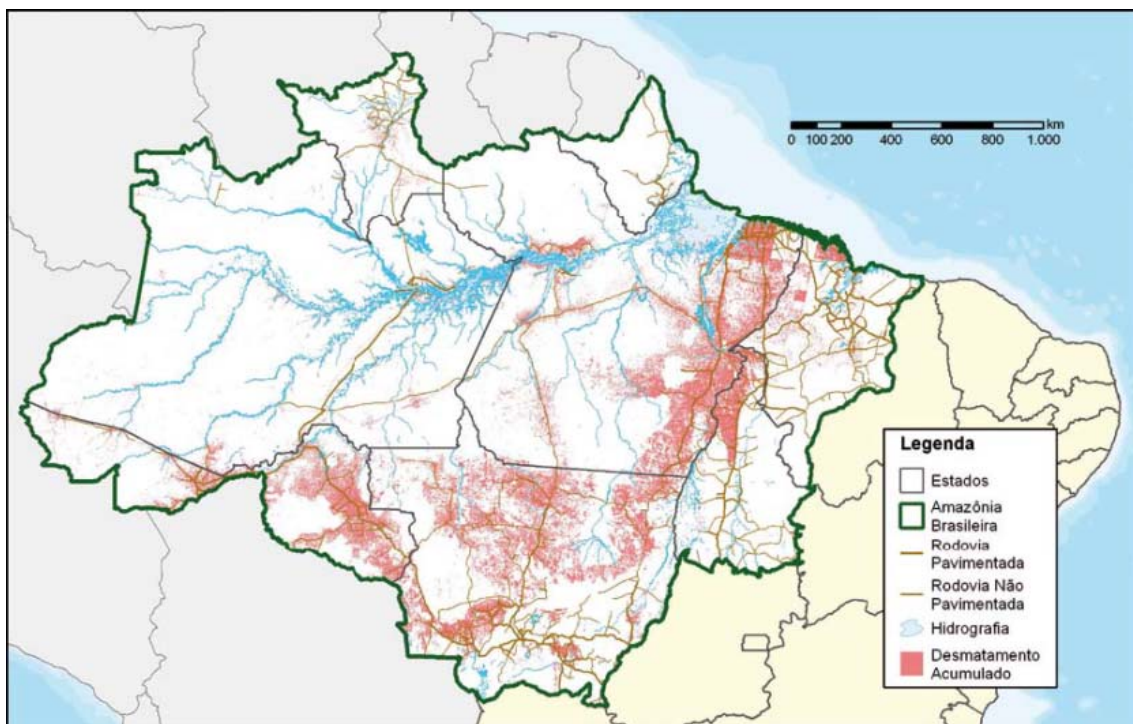 km
0 100 200 400 600 800 1.000
Legenda
Estados
Amazônia
Brasileira
Rodovia
Pavimentada
Rodovia Não
Pavimentada
Hidrografia
Desmatamento
Acumulado